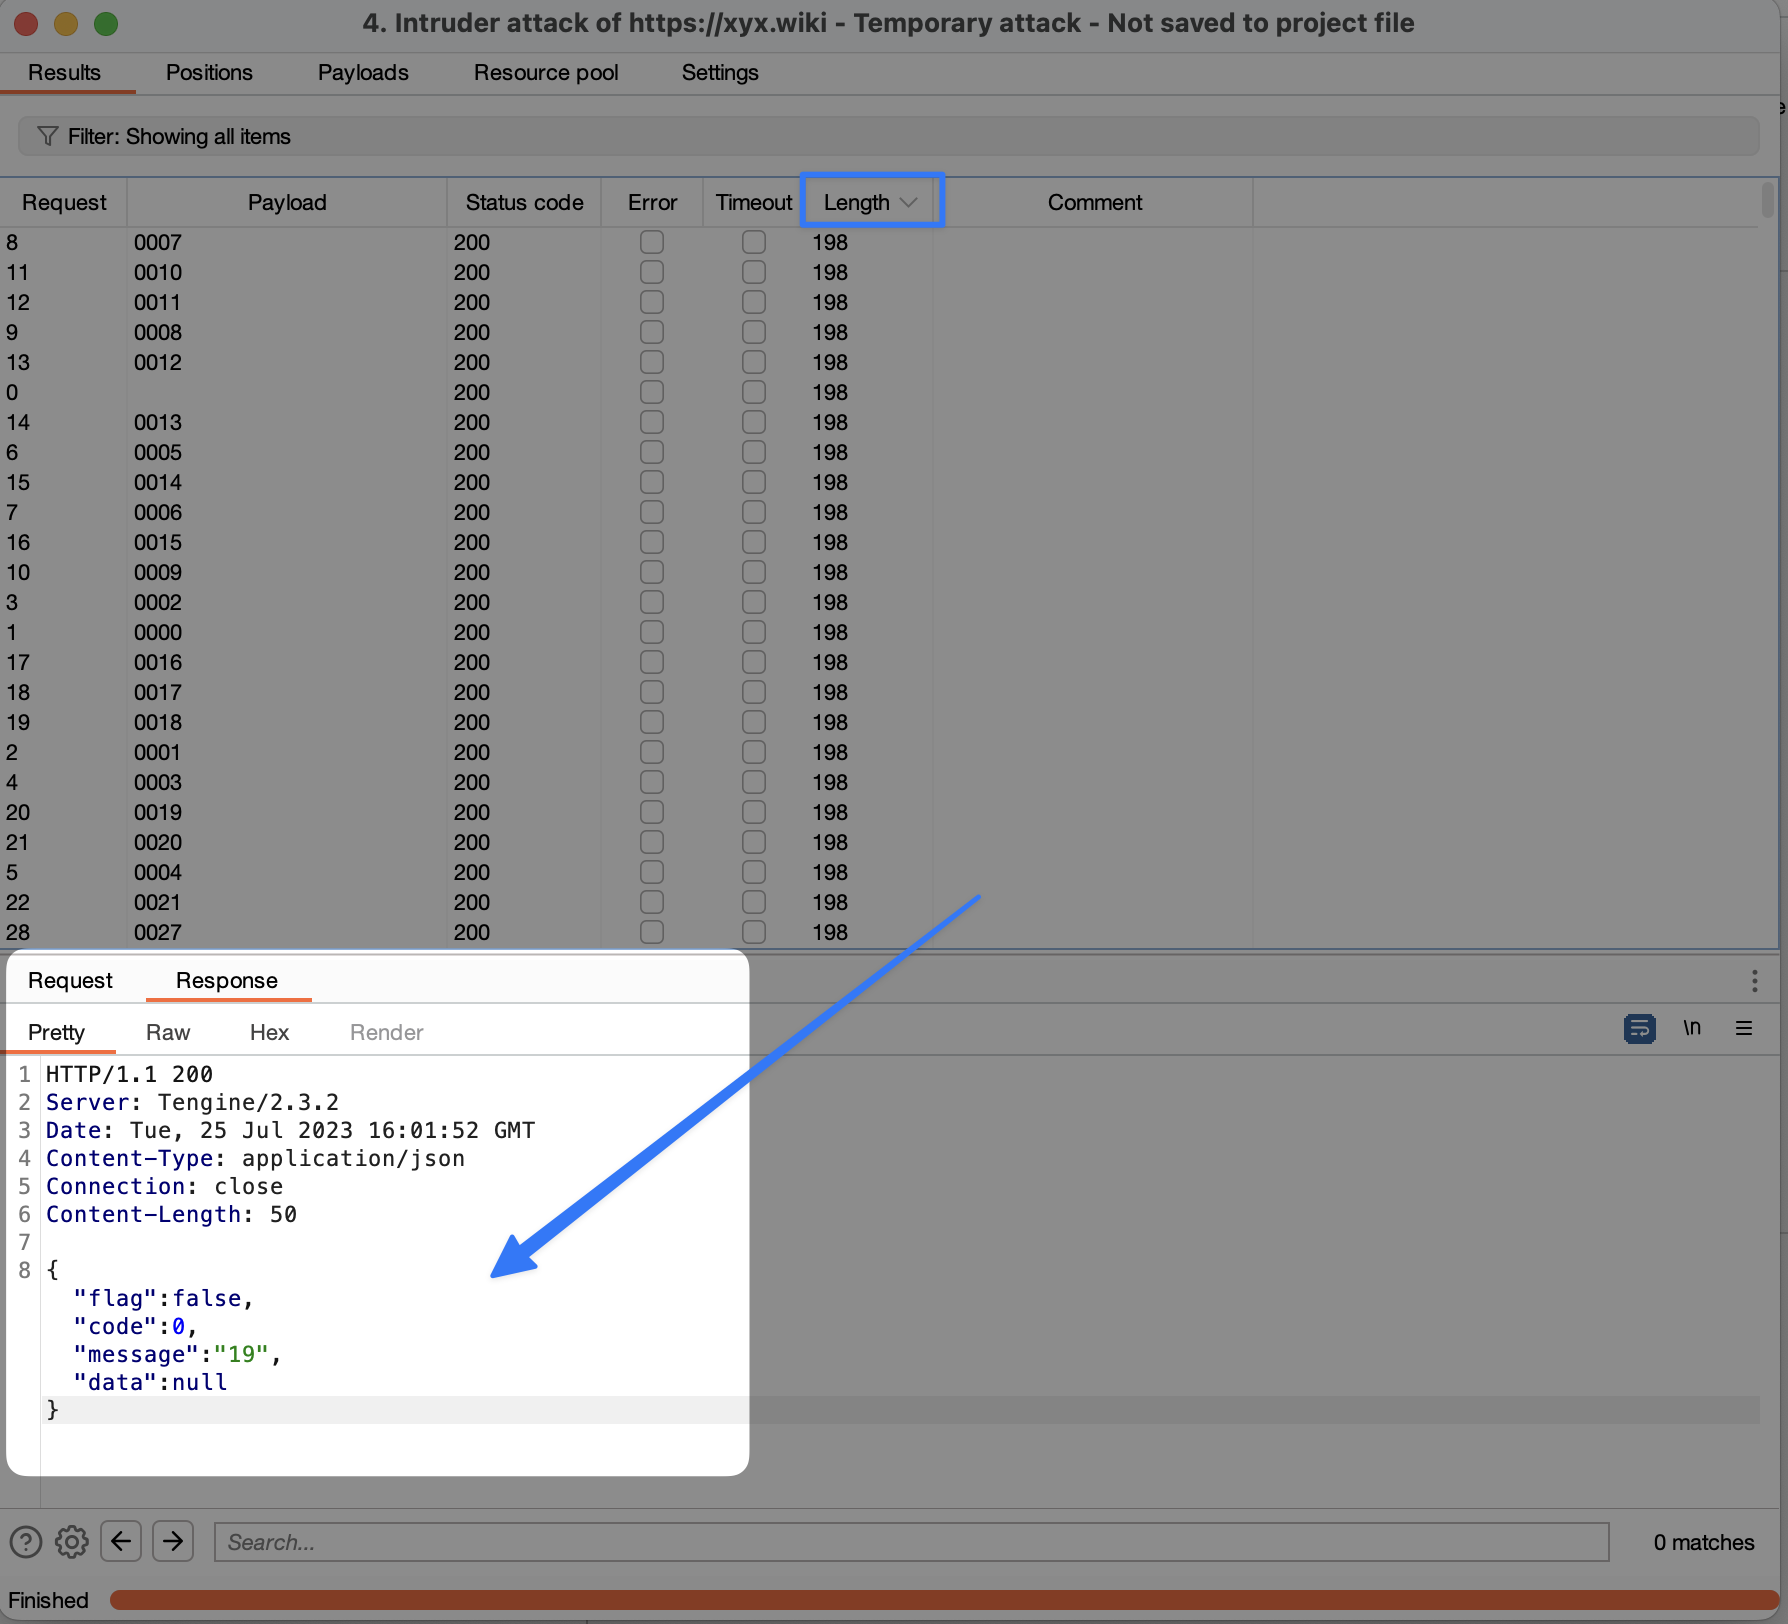 4. Intruder attack of https://xyx.wiki - Temporary attack - Not saved to project file
Results Positions Payloads Resource pool Settings
Filter: Showing all items
Request Payload Status code Error Timeout Length Comment
8 0007 200 198
11 0010 200 198
12 0011 200 198
9 0008 200 198
13 0012 200 198
0 200 198
14 0013 200 198
6 0005 200 198
15 0014 200 198
7 0006 200 198
16 0015 200 198
10 0009 200 198
3 0002 200 198
1 0000 200 198
17 0016 200 198
18 0017 200 198
19 0018 200 198
2 0001 200 198
4 0003 200 198
20 0019 200 198
21 0020 200 198
5 0004 200 198
22 0021 200 198
28 0027 200 198
Request Response
Pretty Raw Hex Render \n
1 HTTP/1.1 200
2 Server: Tengine/2.3.2
3 Date: Tue, 25 Jul 2023 16:01:52 GMT
4 Content-Type: application/json
5 Connection: close
6 Content-Length: 50
7
8 {
"flag":false,
"code":0,
"message":"19",
"data":null
}
Search... 0 matches
Finished